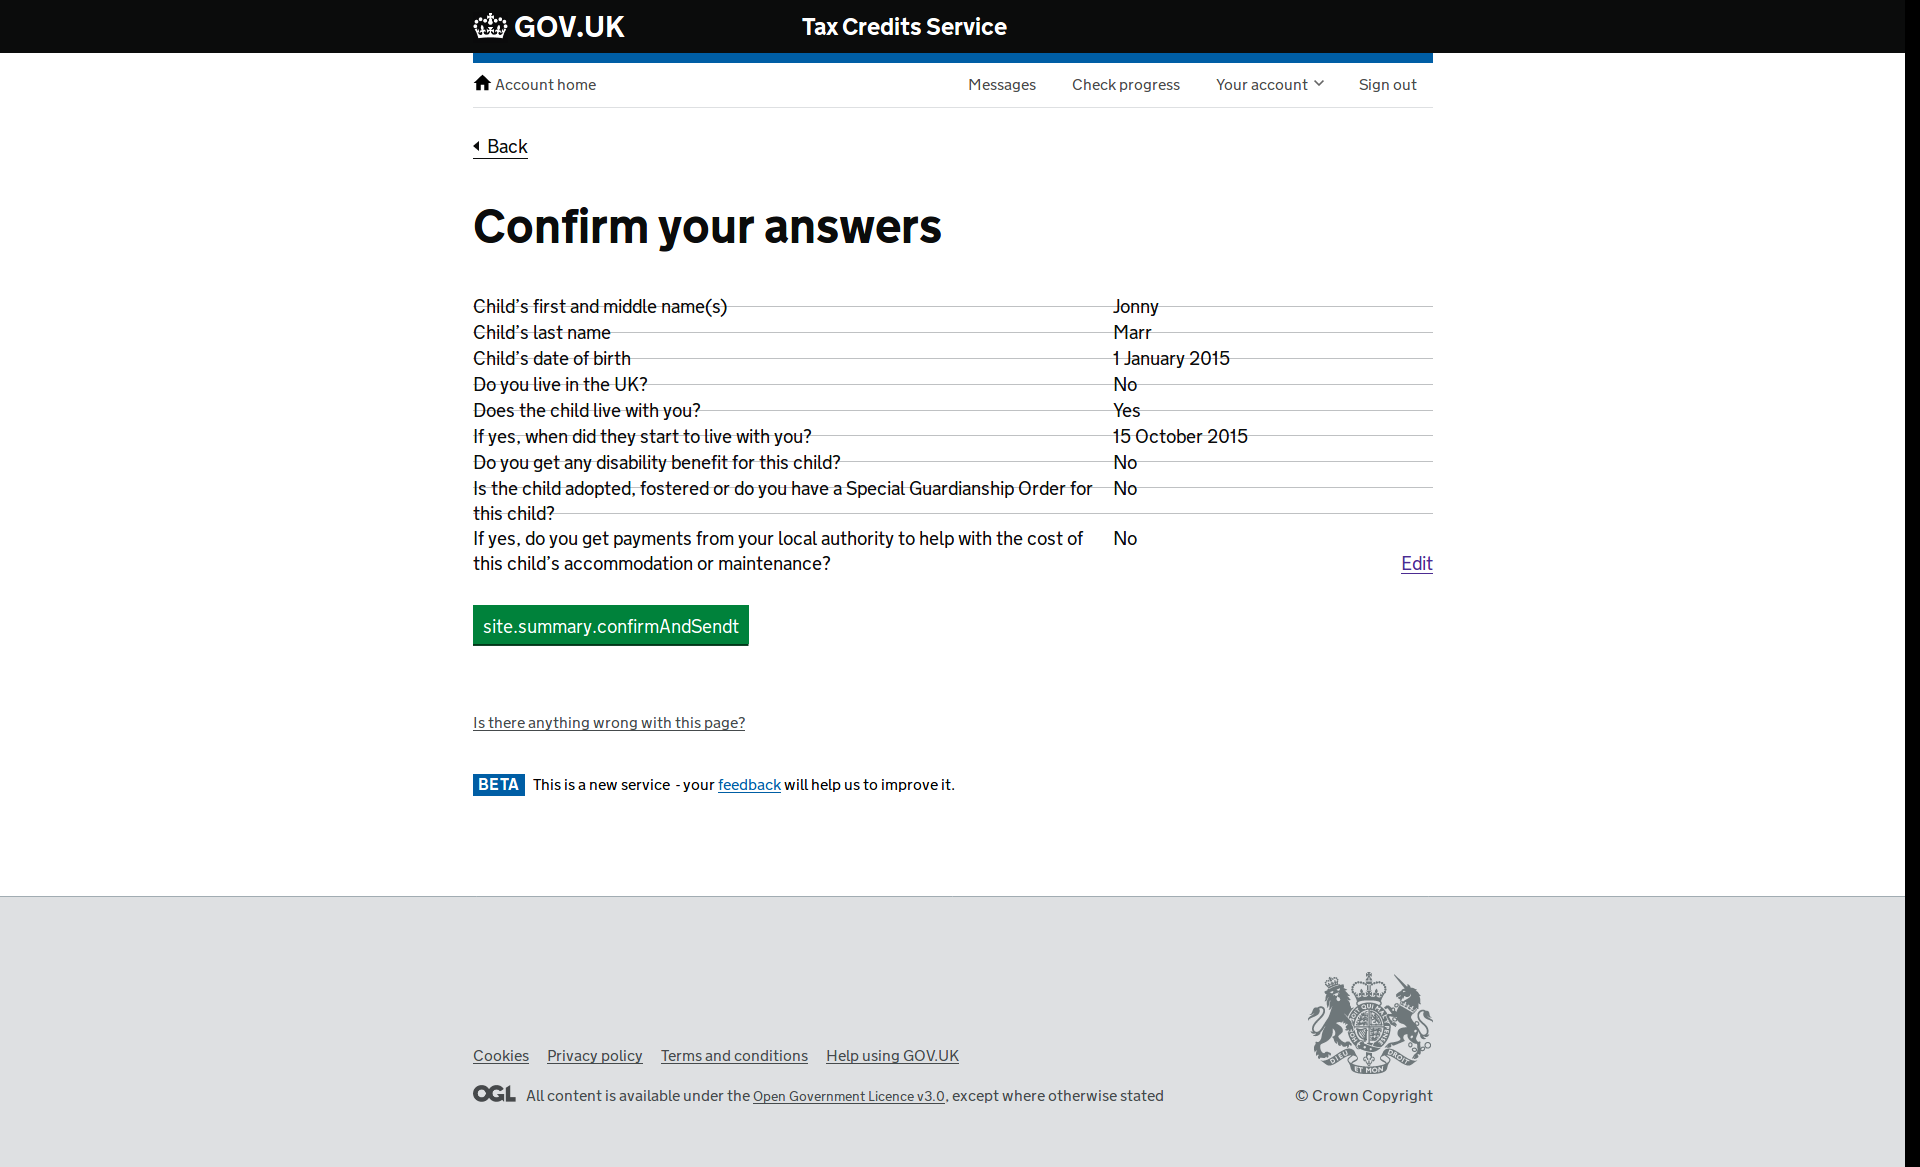 GOV.UK Tax Credits Service
Account home Messages Check progress Your account Sign out
Back
Confirm your answers
Child's first and middle name(s) Jonny
Child's last name Marr
Child's date of birth 1 January 2015
Do you live in the UK? No
Does the child live with you? Yes
If yes, when did they start to live with you? 15 October 2015
Do you get any disability benefit for this child? No
Is the child adopted, fostered or do you have a Special Guardianship Order for No
this child?
If yes, do you get payments from your local authority to help with the cost of No
this child's accommodation or maintenance? Edit
site.summary.confirmAndSendt
Is there anything wrong with this page?
BETA This is a new service - your feedback will help us to improve it.
Cookies Privacy policy Terms and conditions Help using GOV.UK
OGL All content is available under the Open Government Licence v3.0, except where otherwise stated © Crown Copyright